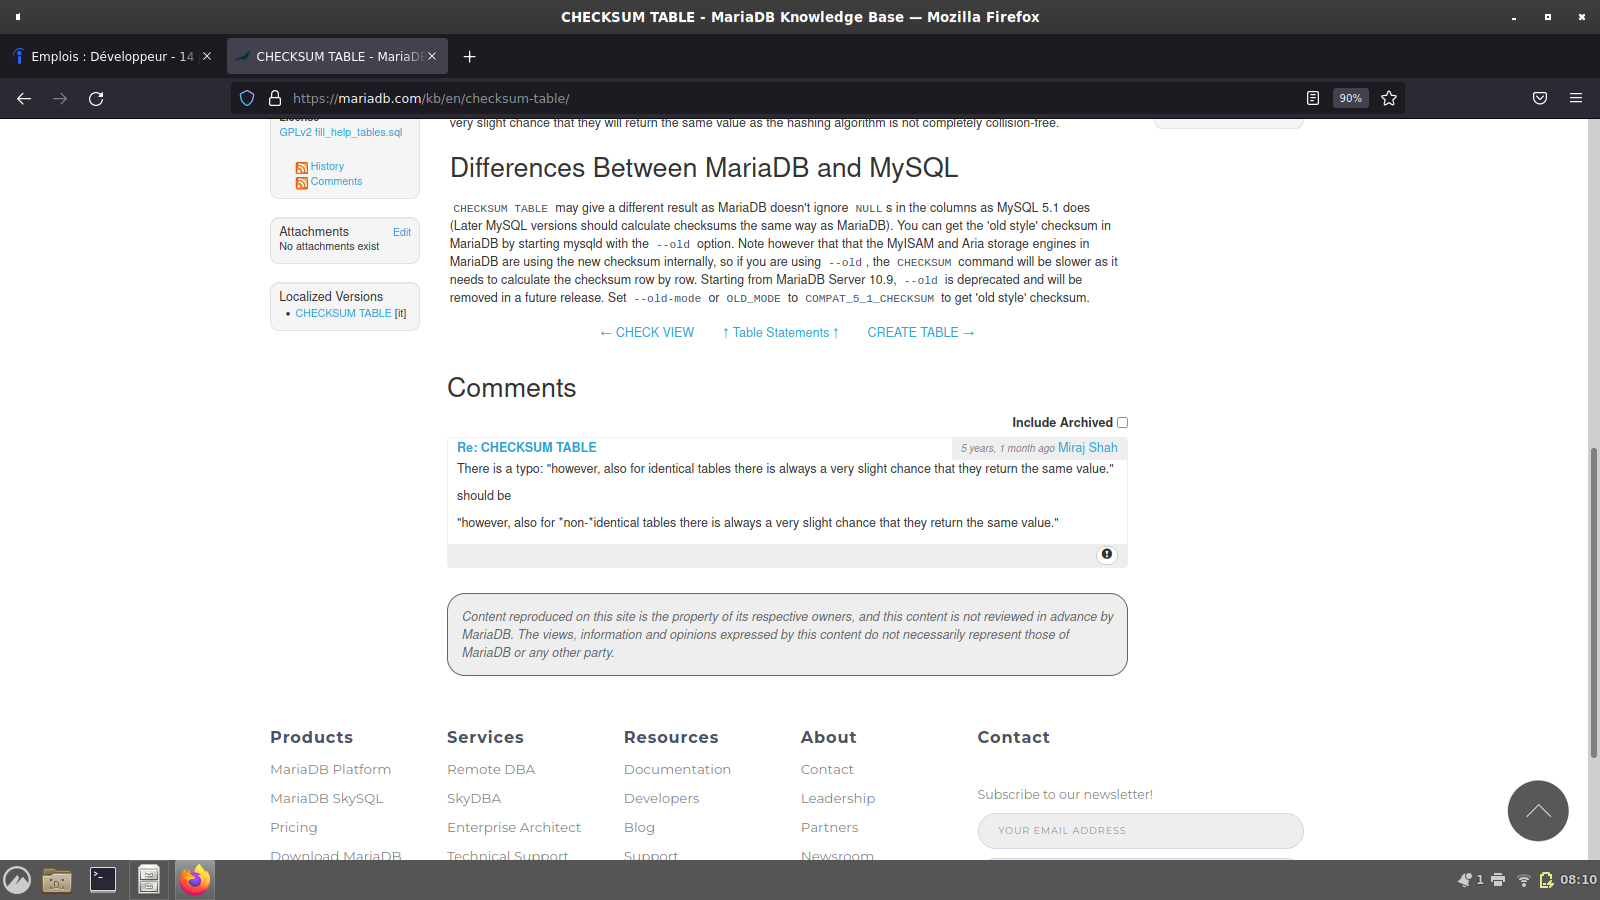 CHECKSUM TABLE - MariaDB Knowledge Base — Mozilla Firefox
Emplois : Développeur - 14
CHECKSUM TABLE - MariaD
https://mariadb.com/kb/en/checksum-table/
90%
GPLv2 fill_help_tables.sql
History
Comments
Attachments
Edit
No attachments exist
Localized Versions
• CHECKSUM TABLE [it]
very slight chance that they will return the same value as the hashing algorithm is not completely collision-free.
Differences Between MariaDB and MySQL
CHECKSUM TABLE may give a different result as MariaDB doesn't ignore NULL s in the columns as MySQL 5.1 does
(Later MySQL versions should calculate checksums the same way as MariaDB). You can get the 'old style' checksum in
MariaDB by starting mysqld with the --old option. Note however that that the MyISAM and Aria storage engines in
MariaDB are using the new checksum internally, so if you are using --old , the CHECKSUM command will be slower as it
needs to calculate the checksum row by row. Starting from MariaDB Server 10.9, --old is deprecated and will be
removed in a future release. Set --old-mode or OLD_MODE to COMPAT_5_1_CHECKSUM to get 'old style' checksum.
← CHECK VIEW
↑ Table Statements ↑
CREATE TABLE →
Comments
Include Archived
Re: CHECKSUM TABLE
5 years, 1 month ago Miraj Shah
There is a typo: "however, also for identical tables there is always a very slight chance that they return the same value."
should be
"however, also for *non-*identical tables there is always a very slight chance that they return the same value."
Content reproduced on this site is the property of its respective owners, and this content is not reviewed in advance by
MariaDB. The views, information and opinions expressed by this content do not necessarily represent those of
MariaDB or any other party.
Products
MariaDB Platform
MariaDB SkySQL
Pricing
Download MariaDB
Services
Remote DBA
SkyDBA
Enterprise Architect
Technical Support
Resources
Documentation
Developers
Blog
Support
About
Contact
Leadership
Partners
Newsroom
Contact
Subscribe to our newsletter!
YOUR EMAIL ADDRESS
1
08:10